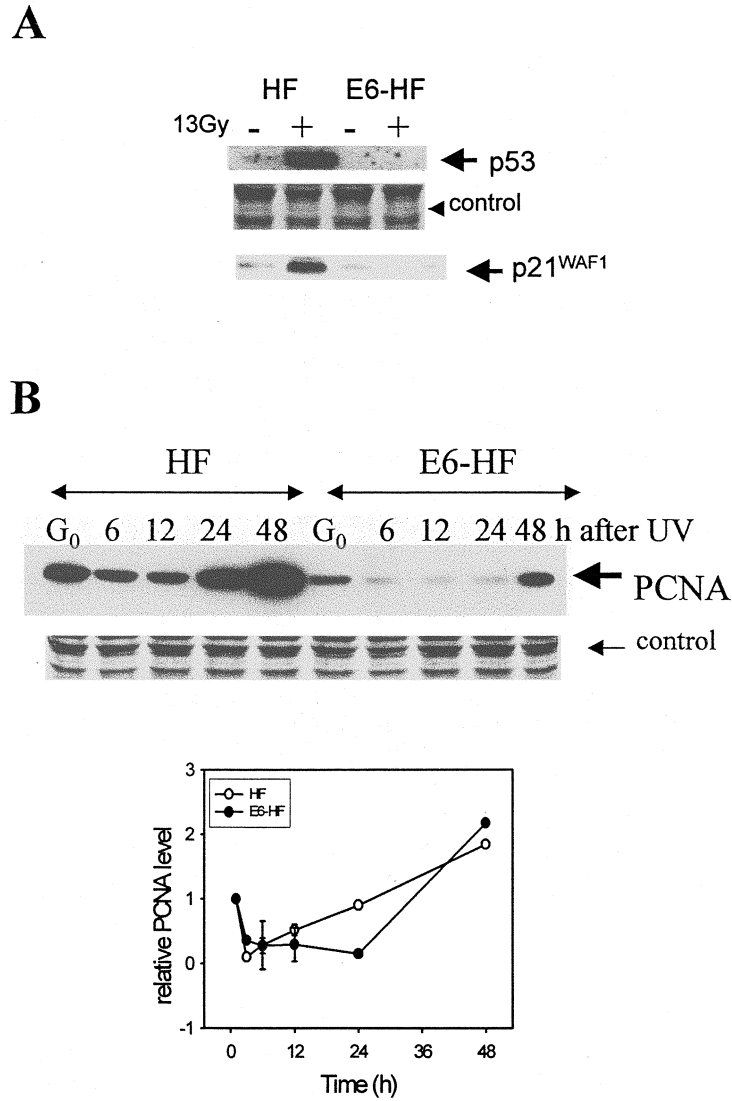 A
HF E6-HF
13Gy - + - +
p53
control
p21WAF1
B
HF E6-HF
G0 6 12 24 48 G0 6 12 24 48 h after UV
PCNA
control
3
2
1
0
-1
relative PCNA level
HF
E6-HF
0 12 24 36 48
Time (h)